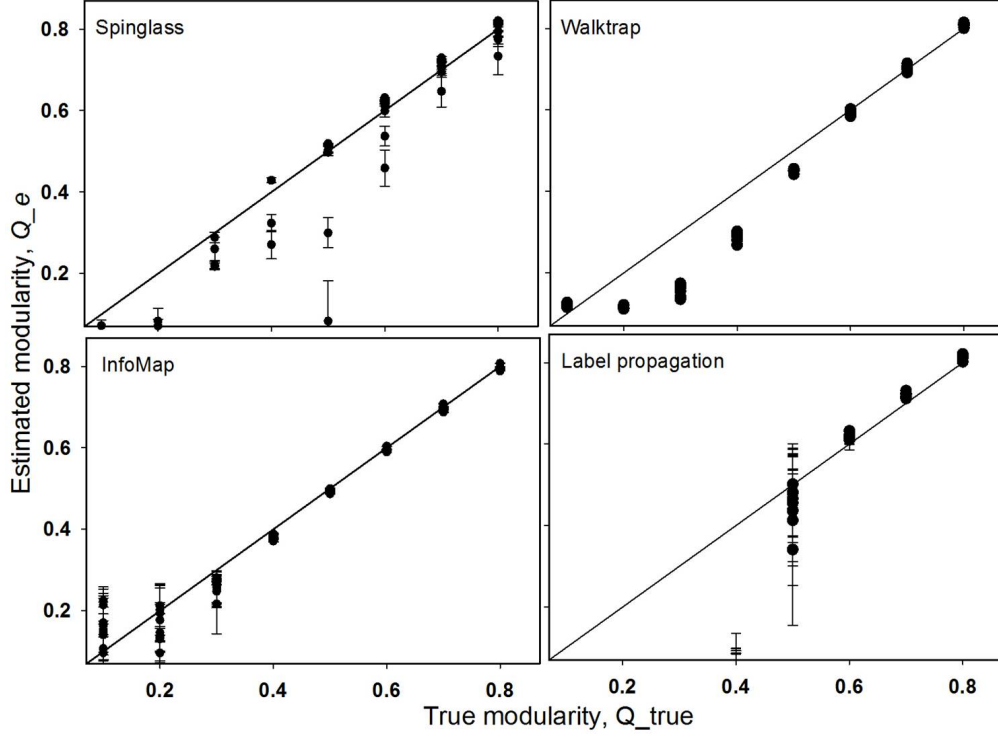 Spinglass
Walktrap
0.8
0.6
0.4
0.2
InfoMap
Label propagation
0.8
0.6
0.4
0.2
Estimated modularity, Q_e
0.2 0.4 0.6 0.8 0.2 0.4 0.6 0.8
True modularity, Q_true